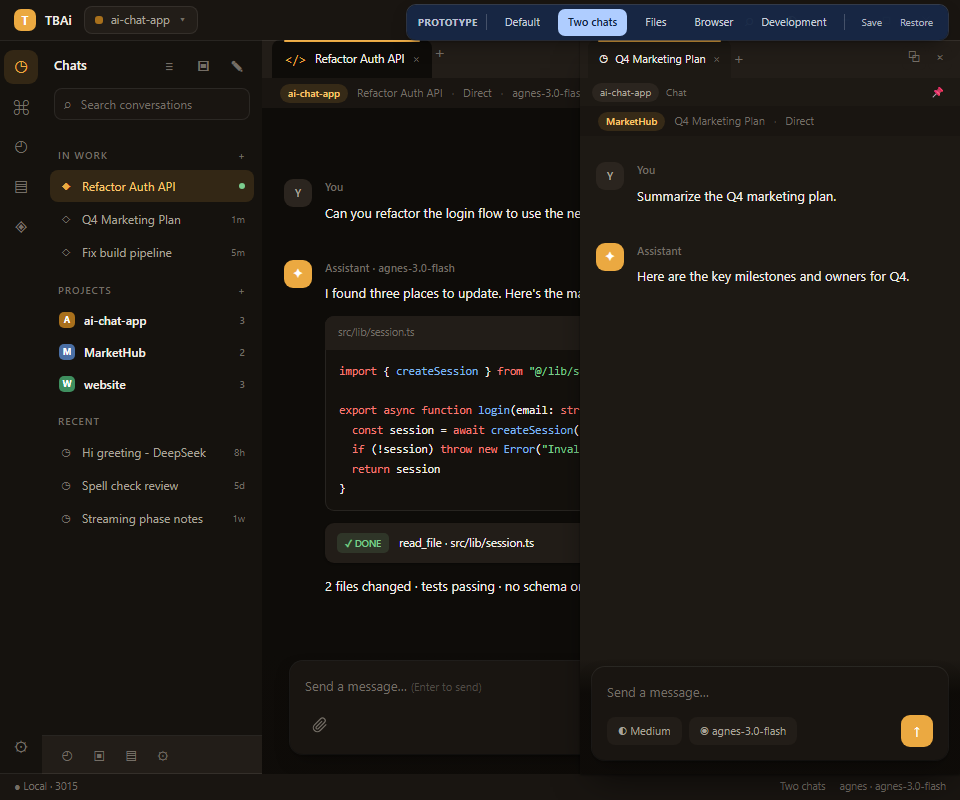 T TBAi ai-chat-app
PROTOTYPE Default Two chats Files Browser Development Save Restore
Chats
Search conversations
IN WORK +
Refactor Auth API
Q4 Marketing Plan 1m
Fix build pipeline 5m
PROJECTS +
A ai-chat-app 3
M MarketHub 2
W website 3
RECENT
Hi greeting - DeepSeek 8h
Spell check review 5d
Streaming phase notes 1w
</> Refactor Auth API × +
ai-chat-app Refactor Auth API · Direct · agnes-3.0-flas
Y You
Can you refactor the login flow to use the ne
Assistant · agnes-3.0-flash
I found three places to update. Here's the ma
src/lib/session.ts
import { createSession } from "@/lib/s
export async function login(email: str
const session = await createSession(
if (!session) throw new Error("Inval
return session
}
✓ DONE read_file · src/lib/session.ts
2 files changed · tests passing · no schema o
Send a message... (Enter to send)
Q4 Marketing Plan × +
×
ai-chat-app Chat
MarketHub Q4 Marketing Plan · Direct
Y You
Summarize the Q4 marketing plan.
Assistant
Here are the key milestones and owners for Q4.
Send a message...
Medium agnes-3.0-flash ↑
● Local · 3015
Two chats agnes · agnes-3.0-flash